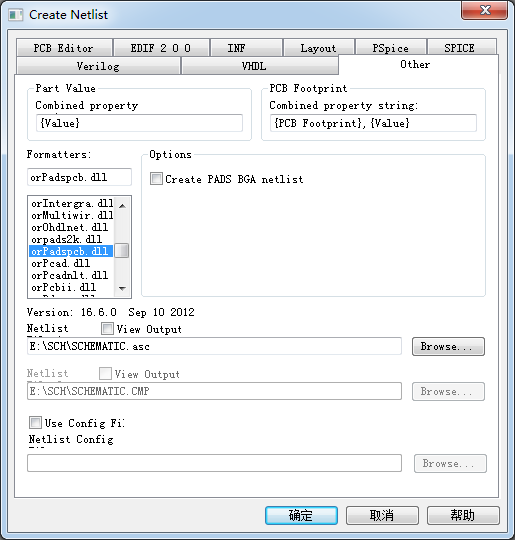 Create Netlist
PCB Editor EDIF 2 0 0 INF Layout PSpice SPICE
Verilog VHDL Other
Part Value PCB Footprint
Combined property Combined property string:
{Value} {PCB Footprint},{Value}
Formatters: Options
orPadspcb.dll Create PADS BGA netlist
orIntergra.dll
orMultiwir.dll
orOhdlnet.dll
orpads2k.dll
orPadspcb.dll
orPcad.dll
orPcadnlt.dll
orPcbii.dll
Version: 16.6.0 Sep 10 2012
Netlist View Output
E:\SCH\SCHEMATIC.asc Browse...
Netlist View Output
E:\SCH\SCHEMATIC.CMP Browse...
Use Config Fi
Netlist Config
Browse...
确定 取消 帮助